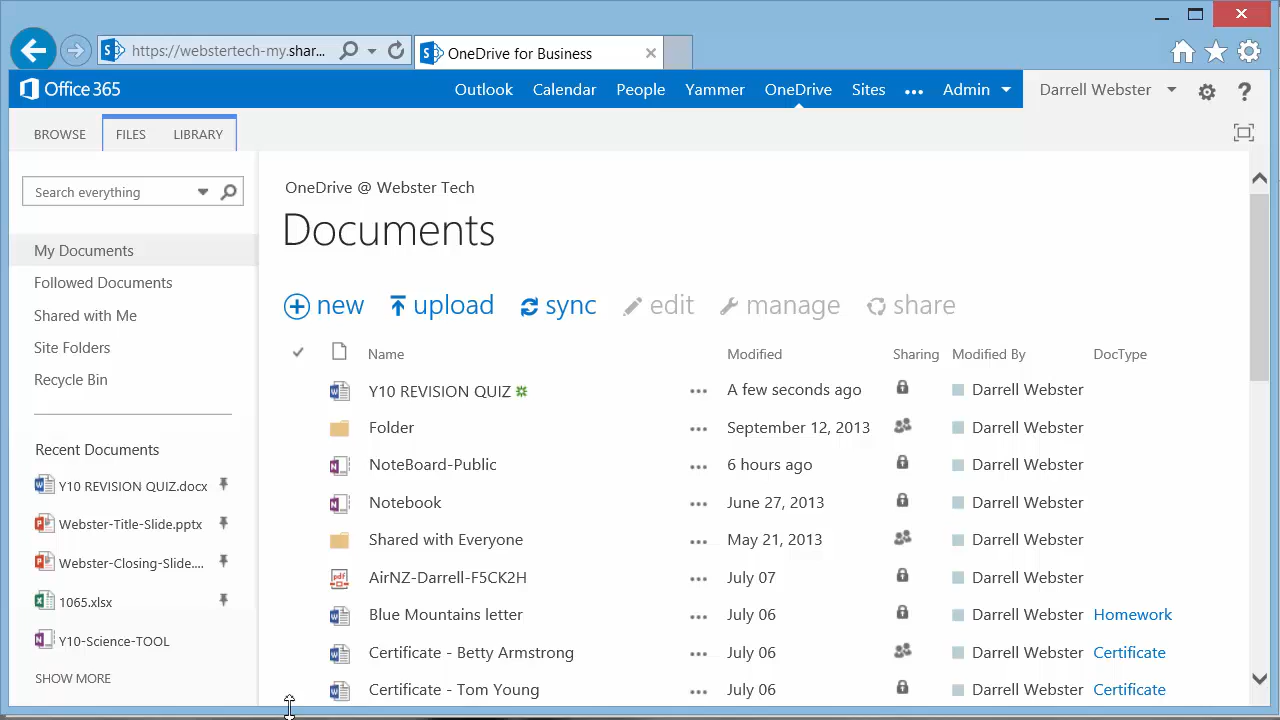 https://webstertech-my.shar...
OneDrive for Business
Office 365
Outlook Calendar People Yammer OneDrive Sites ... Admin Darrell Webster ?
BROWSE FILES LIBRARY
Search everything
My Documents
Followed Documents
Shared with Me
Site Folders
Recycle Bin
Recent Documents
Y10 REVISION QUIZ.docx
Webster-Title-Slide.pptx
Webster-Closing-Slide....
1065.xlsx
Y10-Science-TOOL
SHOW MORE
OneDrive @ Webster Tech
Documents
new upload sync edit manage share
Name Modified Sharing Modified By DocType
Y10 REVISION QUIZ ... A few seconds ago Darrell Webster
Folder ... September 12, 2013 Darrell Webster
NoteBoard-Public ... 6 hours ago Darrell Webster
Notebook ... June 27, 2013 Darrell Webster
Shared with Everyone ... May 21, 2013 Darrell Webster
AirNZ-Darrell-F5CK2H ... July 07 Darrell Webster
Blue Mountains letter ... July 06 Darrell Webster Homework
Certificate - Betty Armstrong ... July 06 Darrell Webster Certificate
Certificate - Tom Young ... July 06 Darrell Webster Certificate